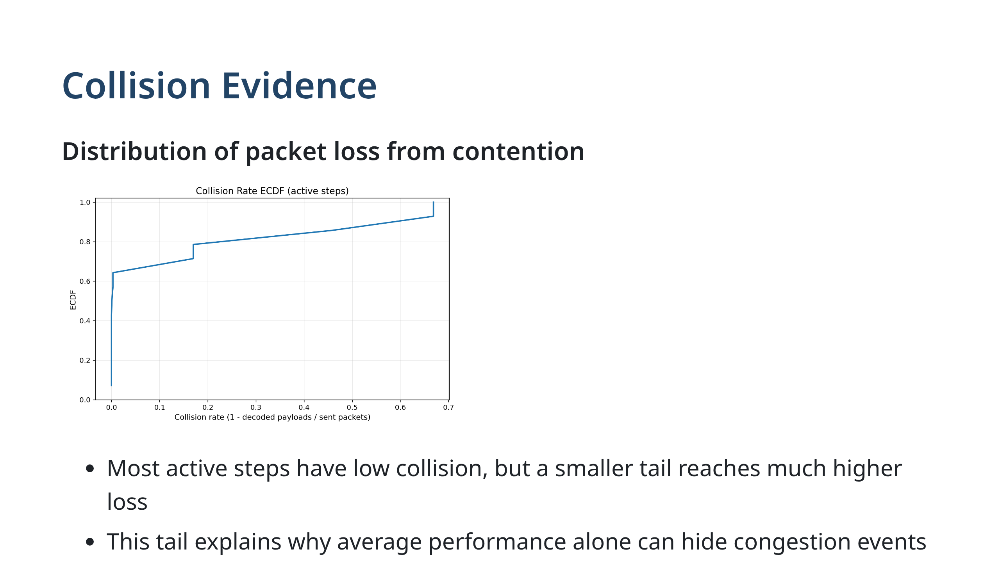 Collision Evidence
Distribution of packet loss from contention
Collision Rate ECDF (active steps)
1.0
0.8
0.6
0.4
0.2
0.0
ECDF
0.0 0.1 0.2 0.3 0.4 0.5 0.6 0.7
Collision rate (1 - decoded payloads / sent packets)
• Most active steps have low collision, but a smaller tail reaches much higher
loss
• This tail explains why average performance alone can hide congestion events